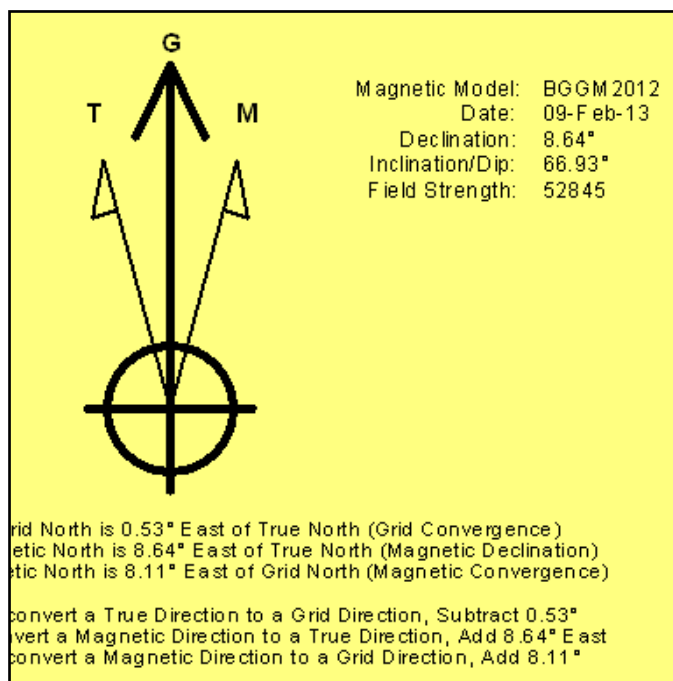 G
T
M
Magnetic Model: BGGM2012
Date: 09-Feb-13
Declination: 8.64°
Inclination/Dip: 66.93°
Field Strength: 52845
rid North is 0.53° East of True North (Grid Convergence)
etic North is 8.64° East of True North (Magnetic Declination)
etic North is 8.11° East of Grid North (Magnetic Convergence)
convert a True Direction to a Grid Direction, Subtract 0.53°
vert a Magnetic Direction to a True Direction, Add 8.64° East
convert a Magnetic Direction to a Grid Direction, Add 8.11°